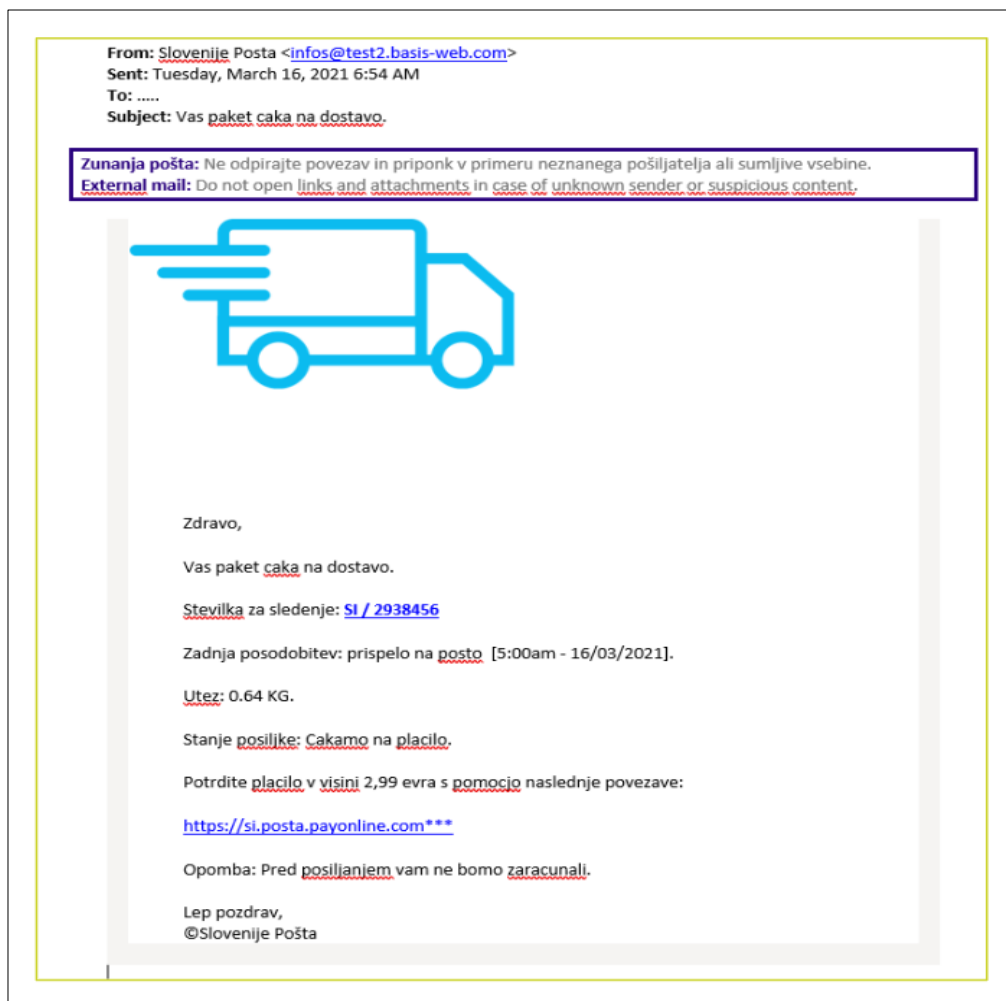 From: Slovenije Posta <infos@test2.basis-web.com>
Sent: Tuesday, March 16, 2021 6:54 AM
To: .....
Subject: Vas paket caka na dostavo.
Zunanja pošta: Ne odpirajte povezav in priponk v primeru neznanega pošiljatelja ali sumljive vsebine.
External mail: Do not open links and attachments in case of unknown sender or suspicious content.
Zdravo,
Vas paket caka na dostavo.
Stevilka za sledenje: SI / 2938456
Zadnja posodobitev: prispelo na posto [5:00am - 16/03/2021].
Utez: 0.64 KG.
Stanje posiljke: Cakamo na placilo.
Potrdite placilo v visini 2,99 evra s pomocjo naslednje povezave:
https://si.posta.payonline.com***
Opomba: Pred posiljanjem vam ne bomo zaracunali.
Lep pozdrav,
©Slovenije Pošta